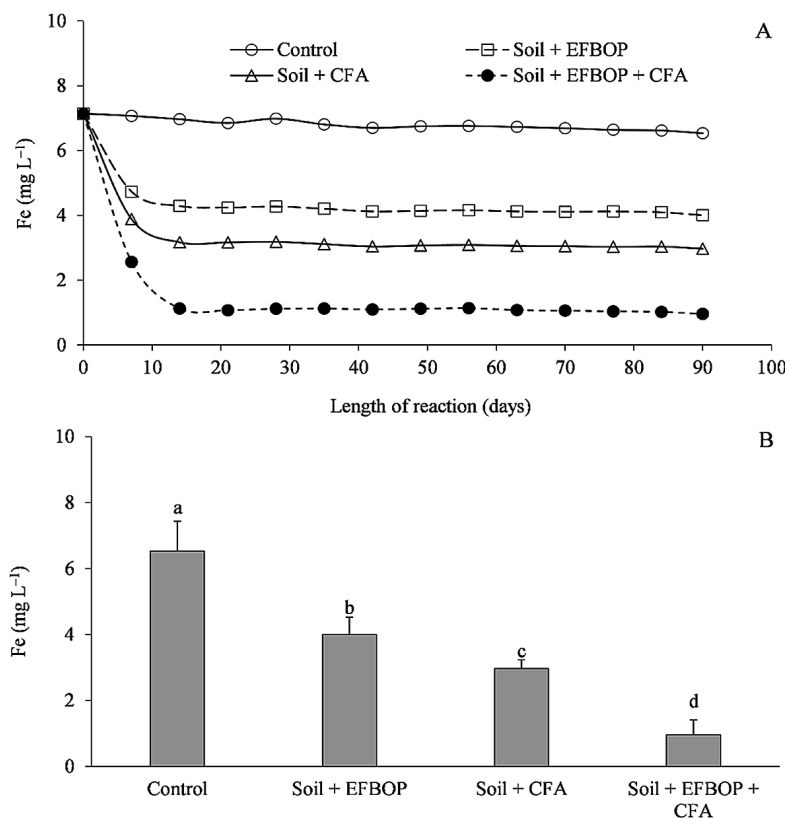 A
Control
Soil + EFBOP
Soil + CFA
Soil + EFBOP + CFA
10
8
6
4
2
0
Fe (mg L⁻¹)
0 10 20 30 40 50 60 70 80 90 100
Length of reaction (days)
B
10
8
6
4
2
0
Fe (mg L⁻¹)
a
b
c
d
Control
Soil + EFBOP
Soil + CFA
Soil + EFBOP +
CFA